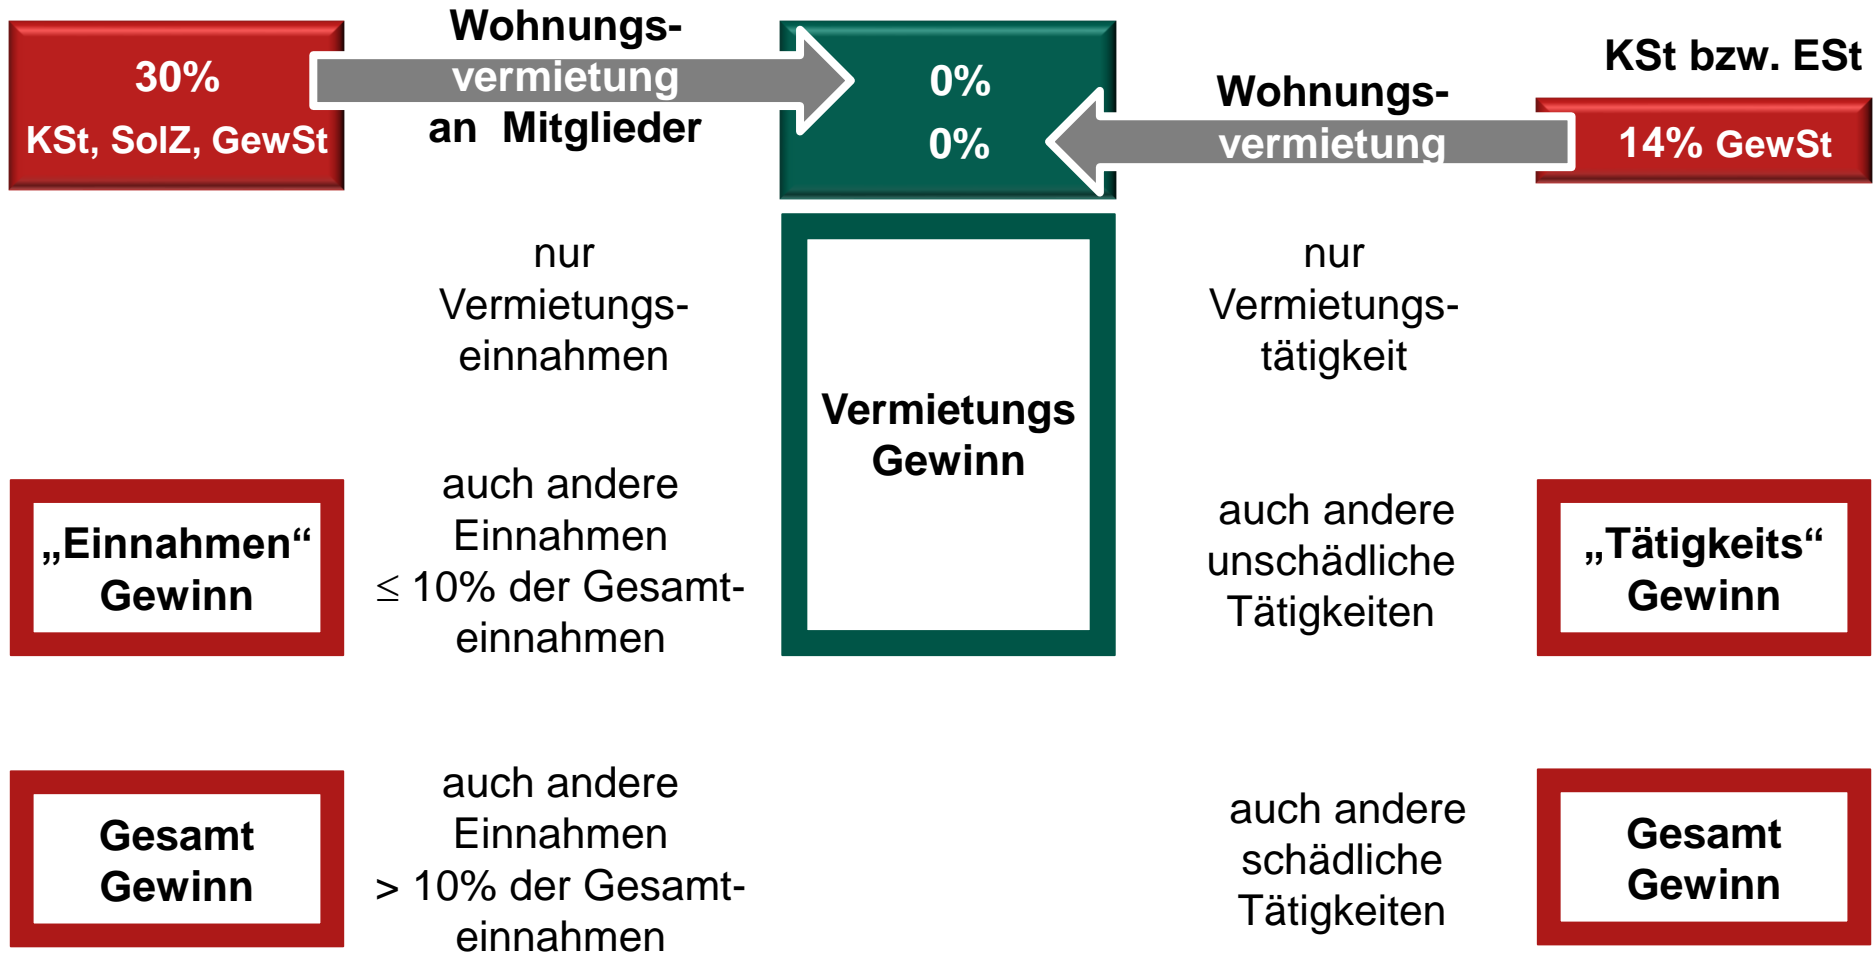 30%
KSt, SolZ, GewSt
Wohnungs-
vermietung
an Mitglieder
0%
0%
Wohnungs-
vermietung
KSt bzw. ESt
14% GewSt
nur
Vermietungs-
einnahmen
Vermietungs
Gewinn
nur
Vermietungs-
tätigkeit
„Einnahmen“
Gewinn
auch andere
Einnahmen
≤ 10% der Gesamt-
einnahmen
auch andere
unschädliche
Tätigkeiten
„Tätigkeits“
Gewinn
Gesamt
Gewinn
auch andere
Einnahmen
> 10% der Gesamt-
einnahmen
auch andere
schädliche
Tätigkeiten
Gesamt
Gewinn